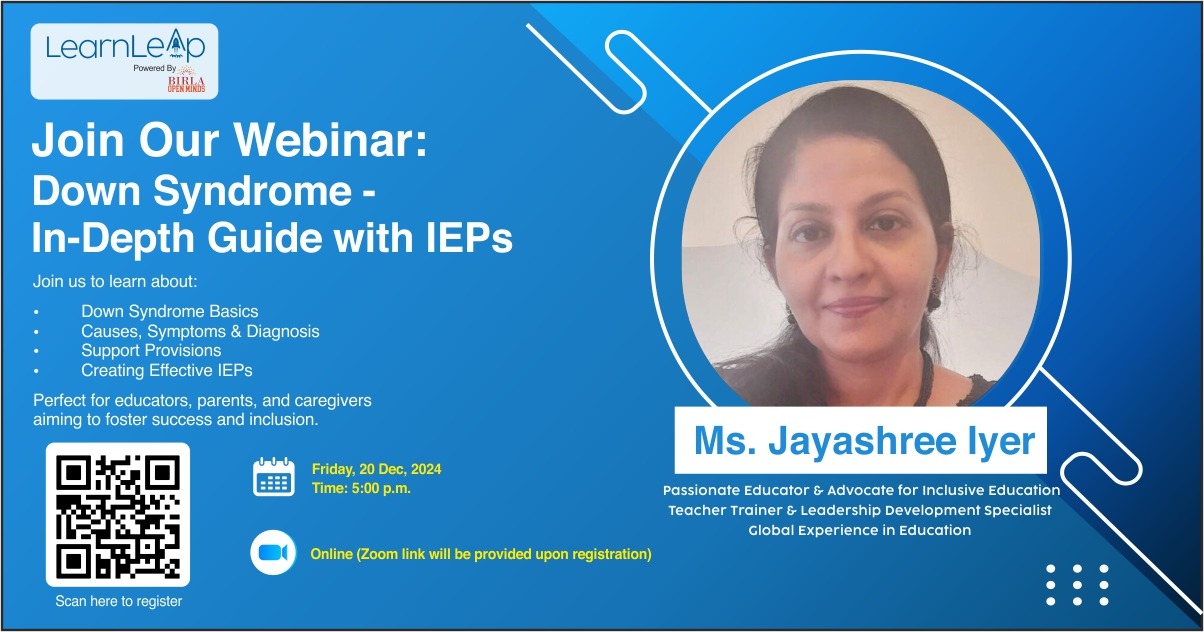 LearnLeAp
Powered By
BIRLA
OPEN MINDS
Join Our Webinar:
Down Syndrome -
In-Depth Guide with IEPs
Join us to learn about:
• Down Syndrome Basics
• Causes, Symptoms & Diagnosis
• Support Provisions
• Creating Effective IEPs
Perfect for educators, parents, and caregivers
aiming to foster success and inclusion.
Scan here to register
Friday, 20 Dec, 2024
Time: 5:00 p.m.
Online (Zoom link will be provided upon registration)
Ms. Jayashree Iyer
Passionate Educator & Advocate for Inclusive Education
Teacher Trainer & Leadership Development Specialist
Global Experience in Education